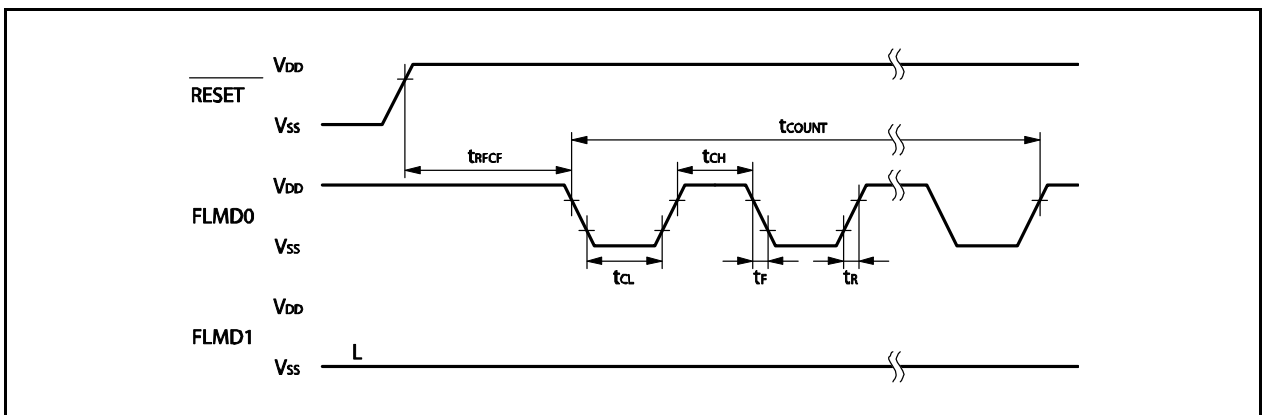 VDD
RESET
VSS
tCOUNT
tRFCF
tCH
VDD
FLMD0
VSS
tCL
tF
tR
VDD
FLMD1
L
VSS